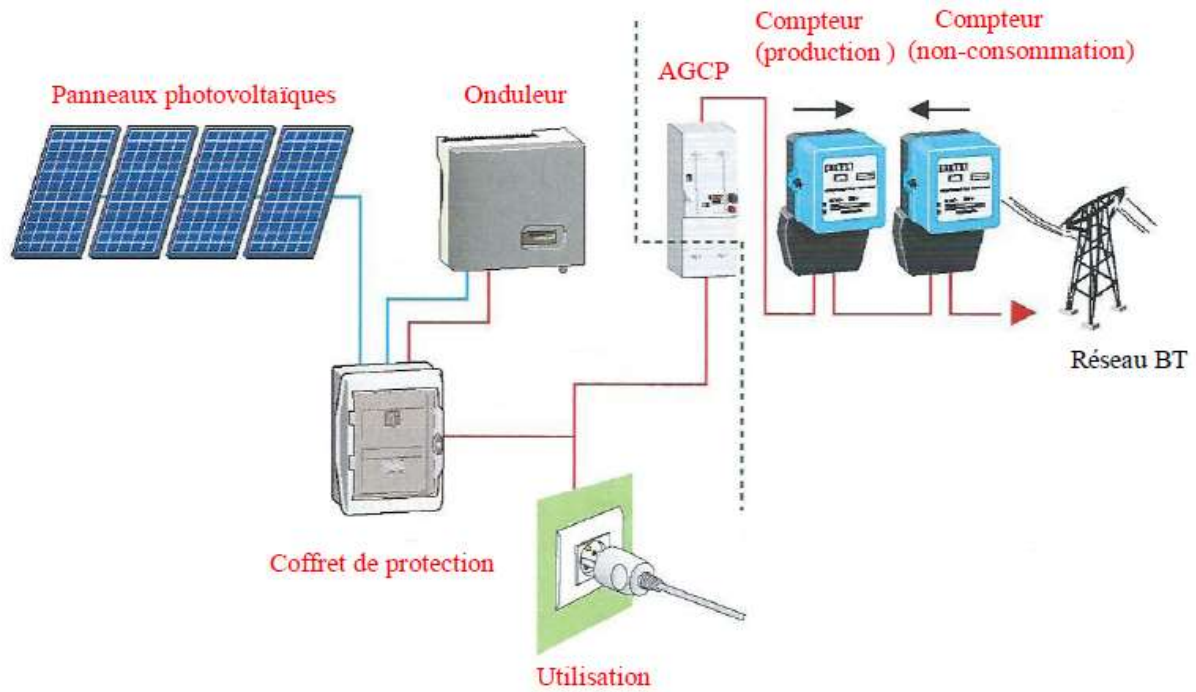 Compteur
(production )
Compteur
(non-consommation)
AGCP
Panneaux photovoltaïques
Onduleur
Réseau BT
Coffret de protection
Utilisation